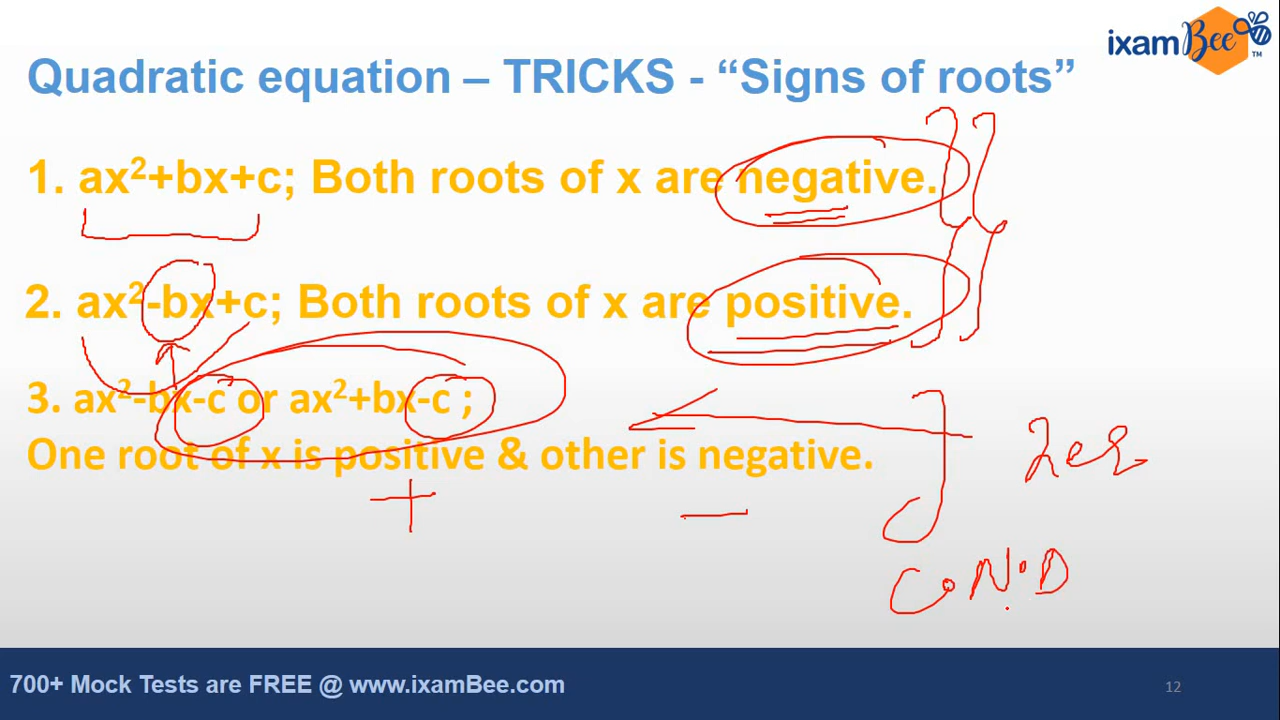 ixamBee
TM
Quadratic equation – TRICKS - “Signs of roots”
1. ax²+bx+c; Both roots of x are negative.
2. ax²-bx+c; Both roots of x are positive.
3. ax²-bx-c or ax²+bx-c ;
One root of x is positive & other is negative.
+ −
C.N.D
700+ Mock Tests are FREE @ www.ixamBee.com
12